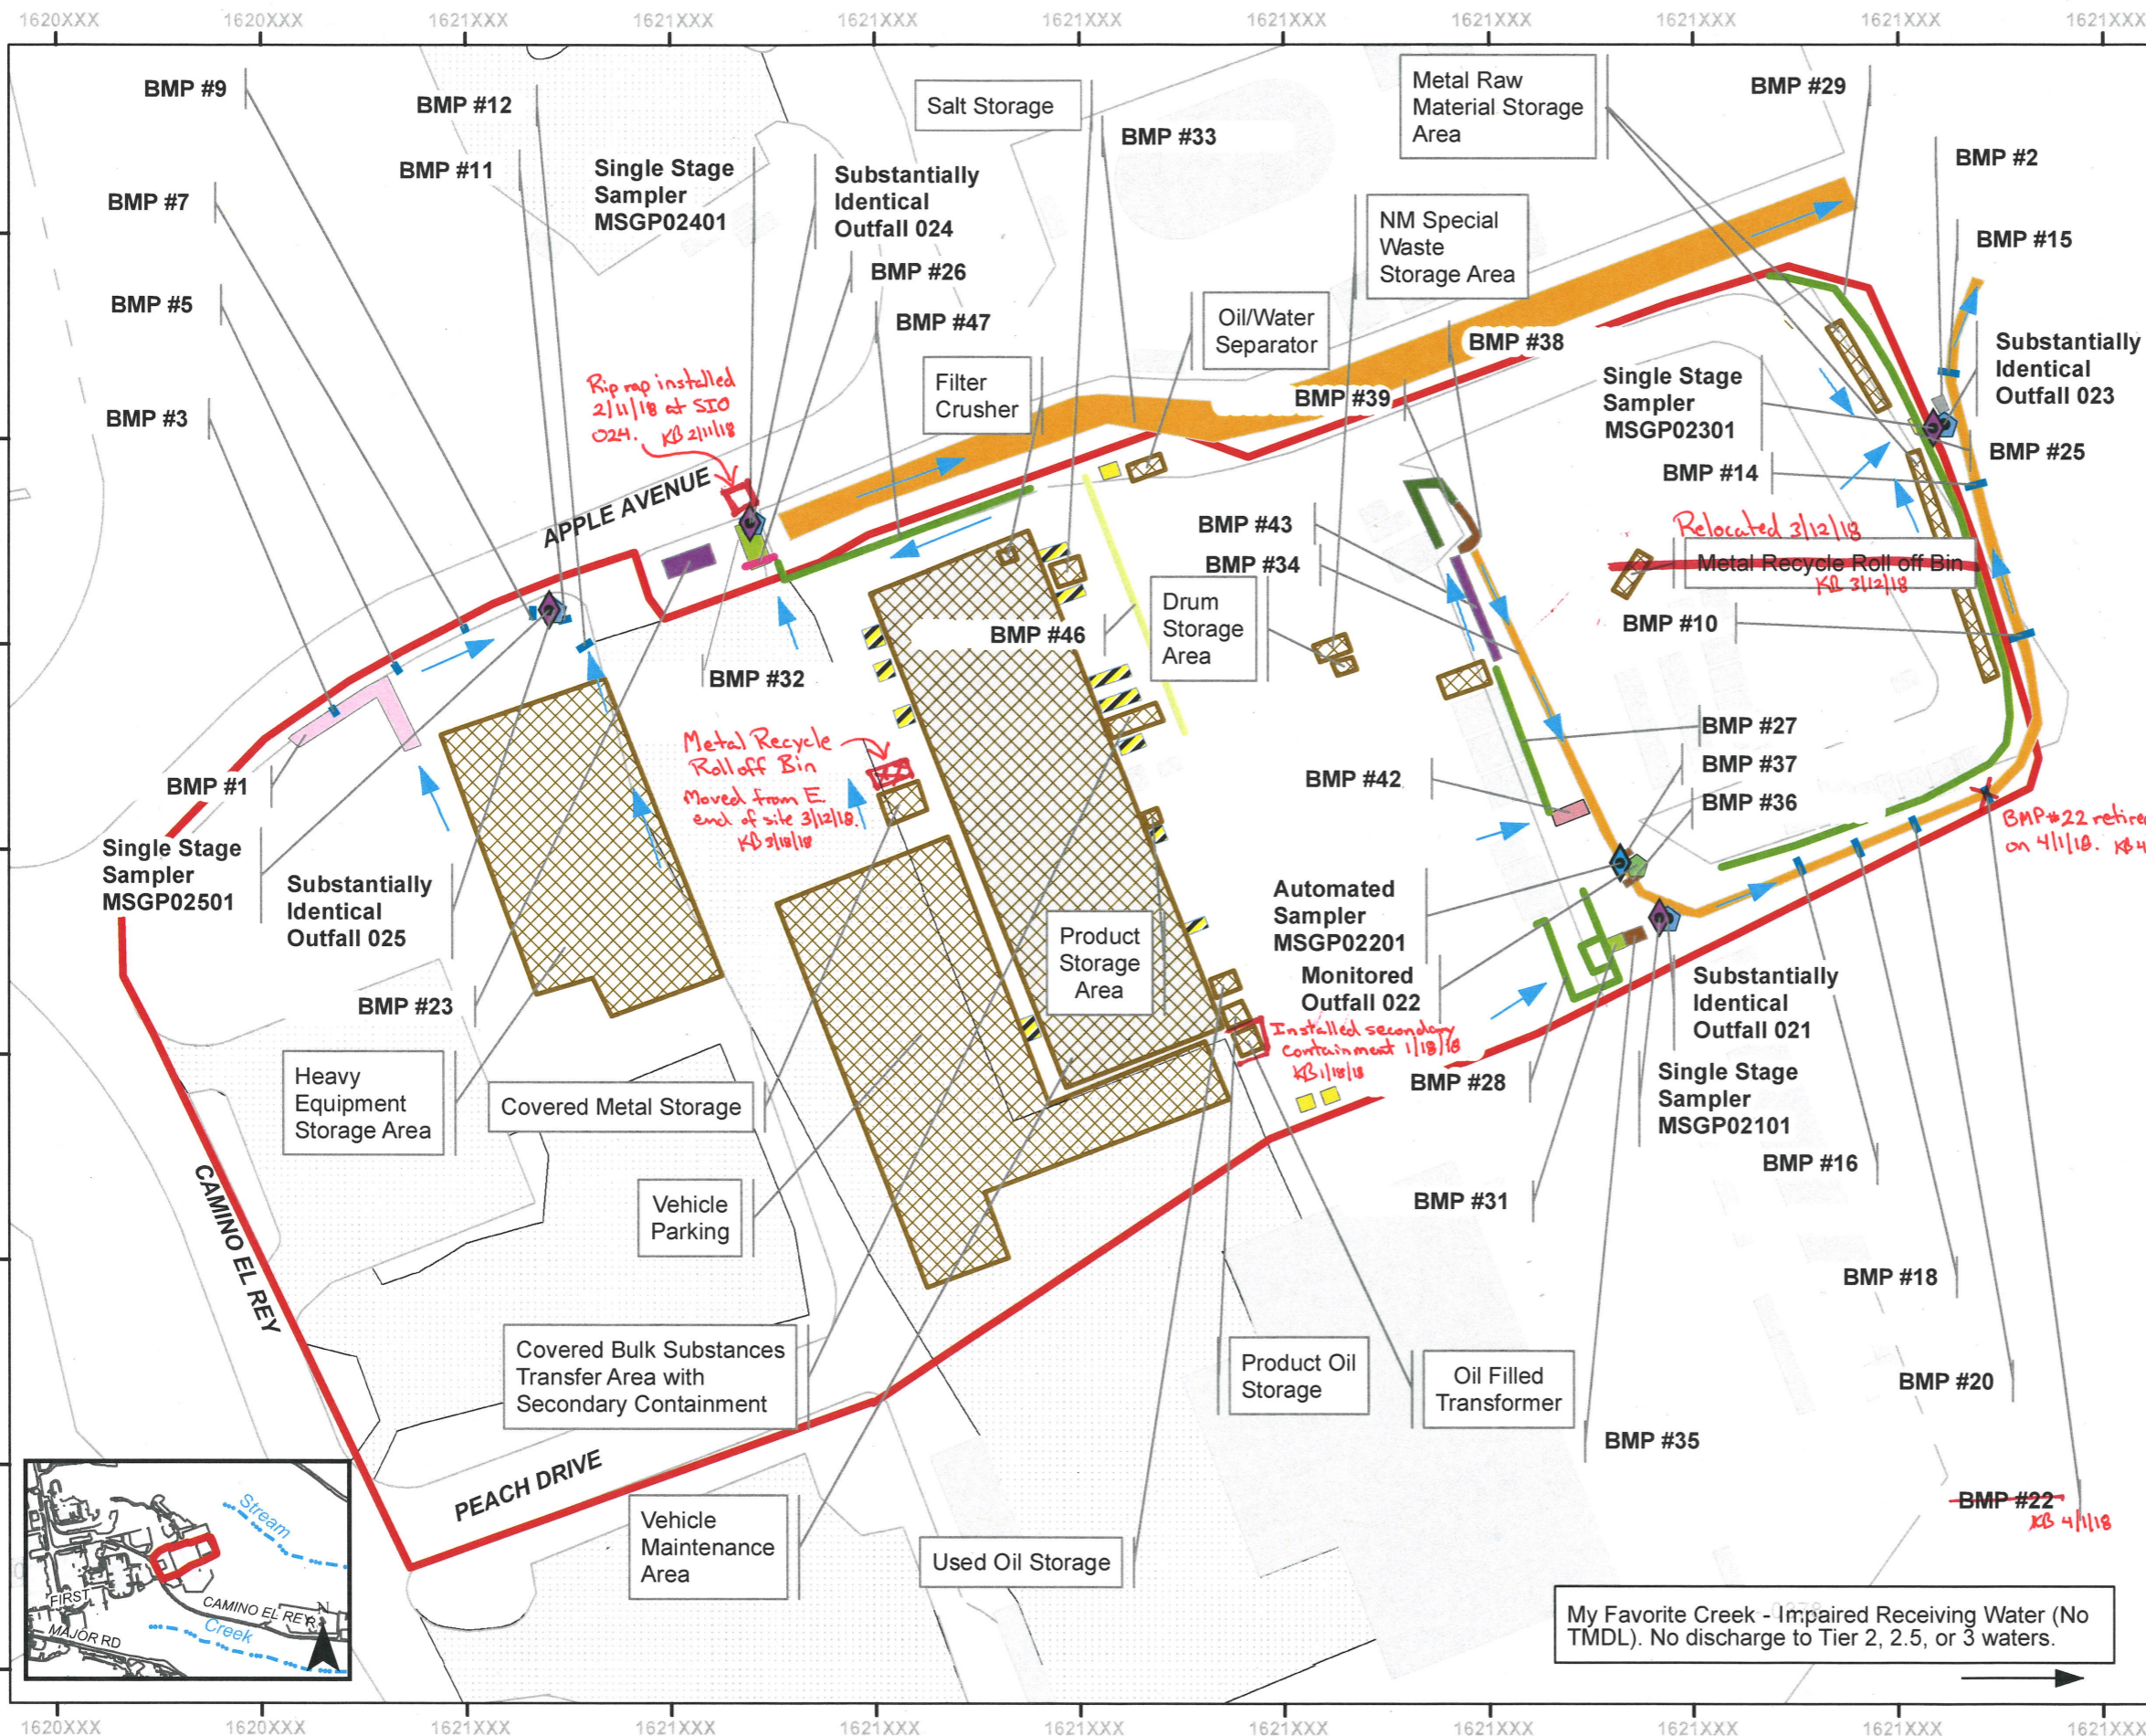 1620XXX 1620XXX 1621XXX 1621XXX 1621XXX 1621XXX 1621XXX 1621XXX 1621XXX 1621XXX 1621XXX
BMP #9
BMP #12
BMP #11
BMP #7
BMP #5
BMP #3
Single Stage
Sampler
MSGP02401
Substantially
Identical
Outfall 024
BMP #26
BMP #47
Salt Storage
BMP #33
Metal Raw
Material Storage
Area
BMP #29
BMP #2
BMP #15
NM Special
Waste
Storage Area
Oil/Water
Separator
Filter
Crusher
BMP #38
BMP #39
Single Stage
Sampler
MSGP02301
Substantially
Identical
Outfall 023
BMP #25
BMP #14
Rip rap installed
2/11/18 at SIO
024. KB 2/11/18
APPLE AVENUE
BMP #43
BMP #34
Relocated 3/12/18
Metal Recycle Roll off Bin
KB 3/12/18
BMP #10
BMP #46
Drum
Storage
Area
BMP #32
BMP #27
BMP #37
BMP #36
BMP #42
BMP #1
Metal Recycle
Roll off Bin
Moved from E.
end of site 3/12/18.
BMP #22 retire
on 4/1/18. KB 4
Single Stage
Sampler
MSGP02501
Substantially
Identical
Outfall 025
BMP #23
Product
Storage
Area
Automated
Sampler
MSGP02201
Monitored
Outfall 022
Substantially
Identical
Outfall 021
Installed secondary
containment 1/18/18
KB 1/18/18
BMP #28
Single Stage
Sampler
MSGP02101
Heavy
Equipment
Storage Area
Covered Metal Storage
BMP #16
BMP #31
Vehicle
Parking
CAMINO EL REY
BMP #18
Covered Bulk Substances
Transfer Area with
Secondary Containment
Product Oil
Storage
Oil Filled
Transformer
BMP #20
BMP #35
PEACH DRIVE
BMP #22
KB 4/1/18
Vehicle
Maintenance
Area
Used Oil Storage
Stream
FIRST
CAMINO EL REY
MAJOR RD
Creek
N
My Favorite Creek - Impaired Receiving Water (No
TMDL). No discharge to Tier 2, 2.5, or 3 waters.
1620XXX 1620XXX 1621XXX 1621XXX 1621XXX 1621XXX 1621XXX 1621XXX 1621XXX 1621XXX 1621XXX